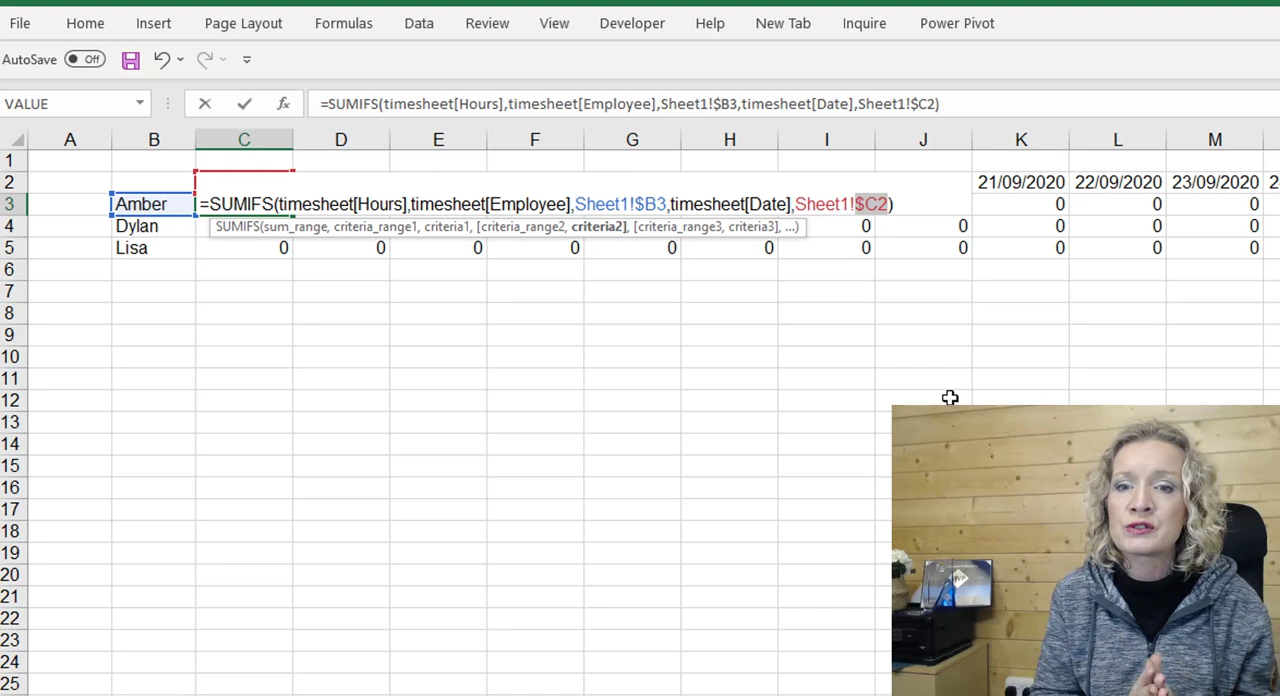 File Home Insert Page Layout Formulas Data Review View Developer Help New Tab Inquire Power Pivot
AutoSave Off
VALUE fx =SUMIFS(timesheet[Hours],timesheet[Employee],Sheet1!$B3,timesheet[Date],Sheet1!$C2)
A B C D E F G H I J K L M
1
2 21/09/2020 22/09/2020 23/09/2020 2
3 Amber =SUMIFS(timesheet[Hours],timesheet[Employee],Sheet1!$B3,timesheet[Date],Sheet1!$C2) 0 0 0
4 Dylan SUMIFS(sum_range, criteria_range1, criteria1, [criteria_range2, criteria2], [criteria_range3, criteria3], ...) 0 0 0 0 0
5 Lisa 0 0 0 0 0 0 0 0 0 0 0
6
7
8
9
10
11
12
13
14
15
16
17
18
19
20
21
22
23
24
25
VP